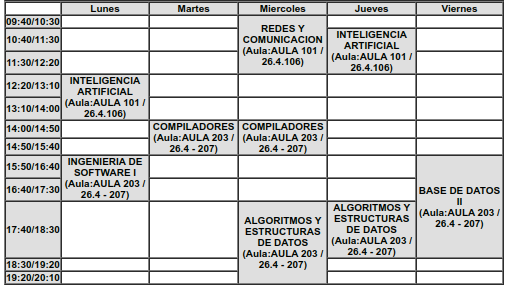 Lunes Martes Miercoles Jueves Viernes
09:40/10:30
10:40/11:30
11:30/12:20
12:20/13:10
13:10/14:00
14:00/14:50
14:50/15:40
15:50/16:40
16:40/17:30
17:40/18:30
18:30/19:20
19:20/20:10
INTELIGENCIA
ARTIFICIAL
(Aula:AULA 101 /
26.4.106)
INGENIERIA DE
SOFTWARE I
(Aula:AULA 203 /
26.4 - 207)
COMPILADORES
(Aula:AULA 203 /
26.4 - 207)
REDES Y
COMUNICACION
(Aula:AULA 101 /
26.4.106)
COMPILADORES
(Aula:AULA 203 /
26.4 - 207)
ALGORITMOS Y
ESTRUCTURAS
DE DATOS
(Aula:AULA 203 /
26.4 - 207)
INTELIGENCIA
ARTIFICIAL
(Aula:AULA 101 /
26.4.106)
ALGORITMOS Y
ESTRUCTURAS
DE DATOS
(Aula:AULA 203 /
26.4 - 207)
BASE DE DATOS
II
(Aula:AULA 203 /
26.4 - 207)